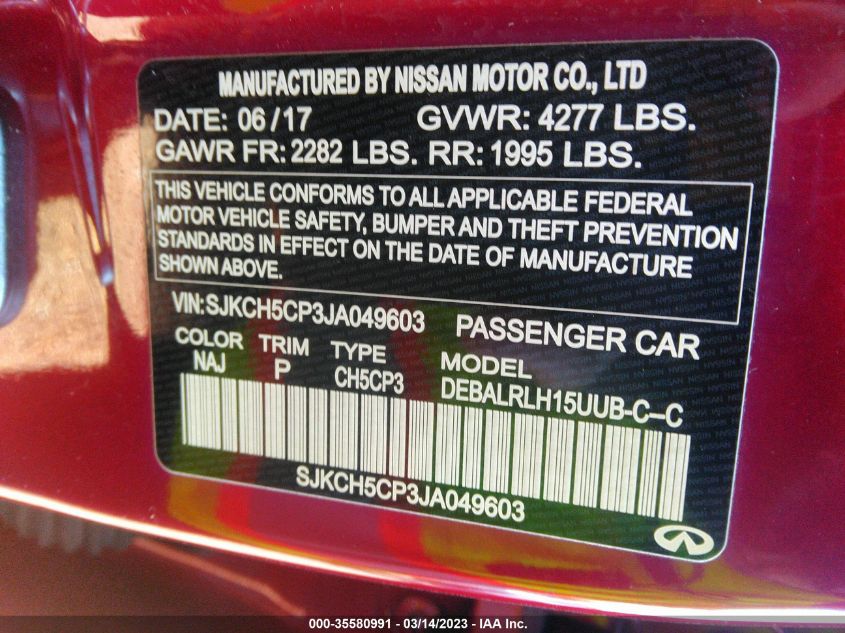 MANUFACTURED BY NISSAN MOTOR CO., LTD
DATE: 06/17 GVWR: 4277 LBS.
GAWR FR: 2282 LBS. RR: 1995 LBS.
THIS VEHICLE CONFORMS TO ALL APPLICABLE FEDERAL
MOTOR VEHICLE SAFETY, BUMPER AND THEFT PREVENTION
STANDARDS IN EFFECT ON THE DATE OF MANUFACTURE
SHOWN ABOVE.
VIN:SJKCH5CP3JA049603 PASSENGER CAR
COLOR TRIM TYPE MODEL
NAJ P CH5CP3 DEBALRLH15UUB-C-C
SJKCH5CP3JA049603
000-35580991 - 03/14/2023 - IAA Inc.